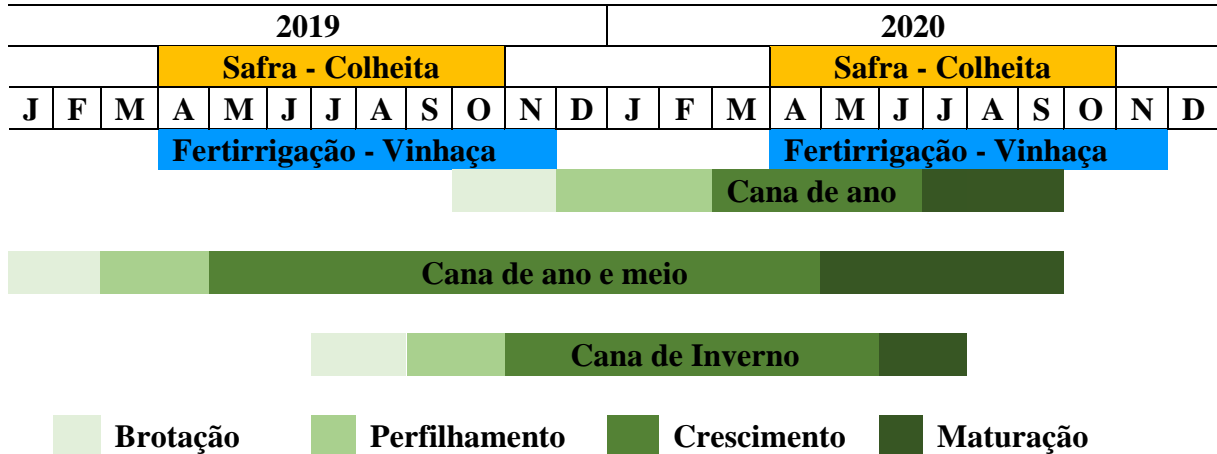 2019 2020
Safra - Colheita Safra - Colheita
J F M A M J J A S O N D J F M A M J J A S O N D
Fertirrigação - Vinhaça Fertirrigação - Vinhaça
Cana de ano
Cana de ano e meio
Cana de Inverno
Brotação Perfilhamento Crescimento Maturação